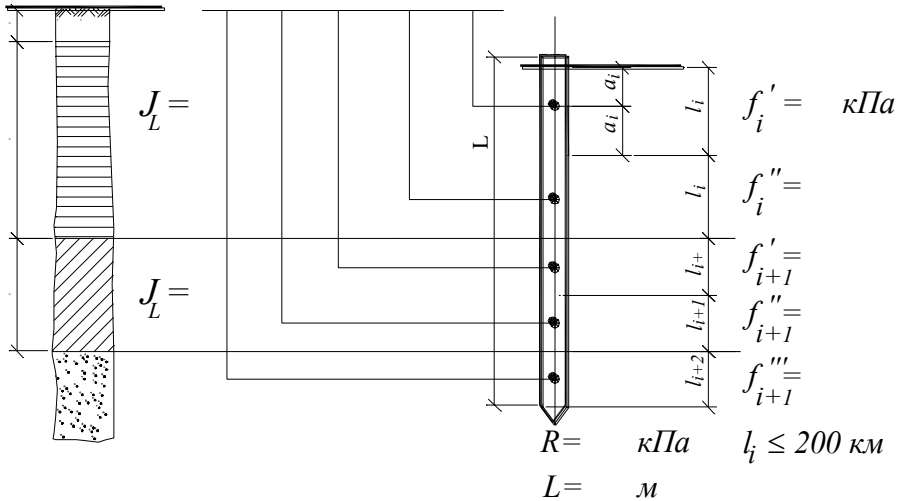 a_i
J_L = l_i f_i' = кПа
a_i
L
l_i f_i'' =
l_i+ f_i+1' =
J_L =
l_i+1 f_i+1'' =
l_i+2 f_i+1''' =
R= кПа l_i ≤ 200 км
L= м